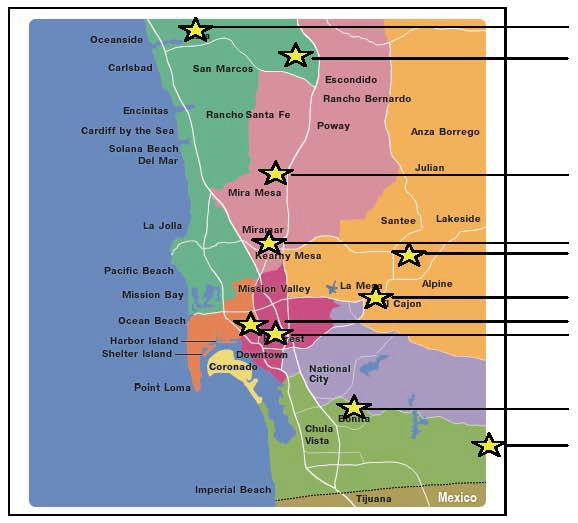 Oceanside
Carlsbad
San Marcos
Escondido
Rancho Bernardo
Encinitas
Rancho Santa Fe
Cardiff by the Sea
Poway
Anza Borrego
Solana Beach
Del Mar
Julian
Mira Mesa
Santee
Lakeside
La Jolla
Miramar
Kearny Mesa
Pacific Beach
Mission Valley
La Mesa
Alpine
Mission Bay
Cajon
Ocean Beach
Harbor Island
Shelter Island
Downtown
Coronado
National
City
Point Loma
Bonita
Chula
Vista
Imperial Beach
Tijuana
Mexico